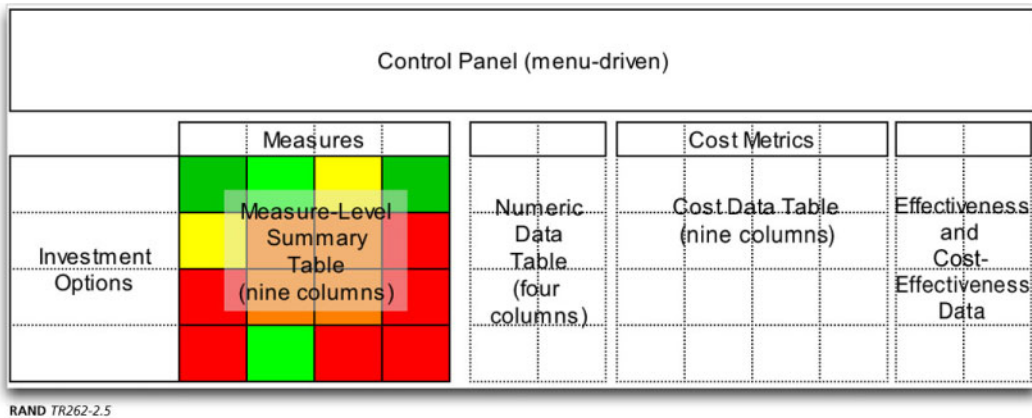 Control Panel (menu-driven)
Measures
Cost Metrics
Investment
Options
Measure-Level
Summary
Table
(nine columns)
Numeric
Data
Table
(four
columns)
Cost Data Table
(nine columns)
Effectiveness
and
Cost-
Effectiveness
Data
RAND TR262-2.5